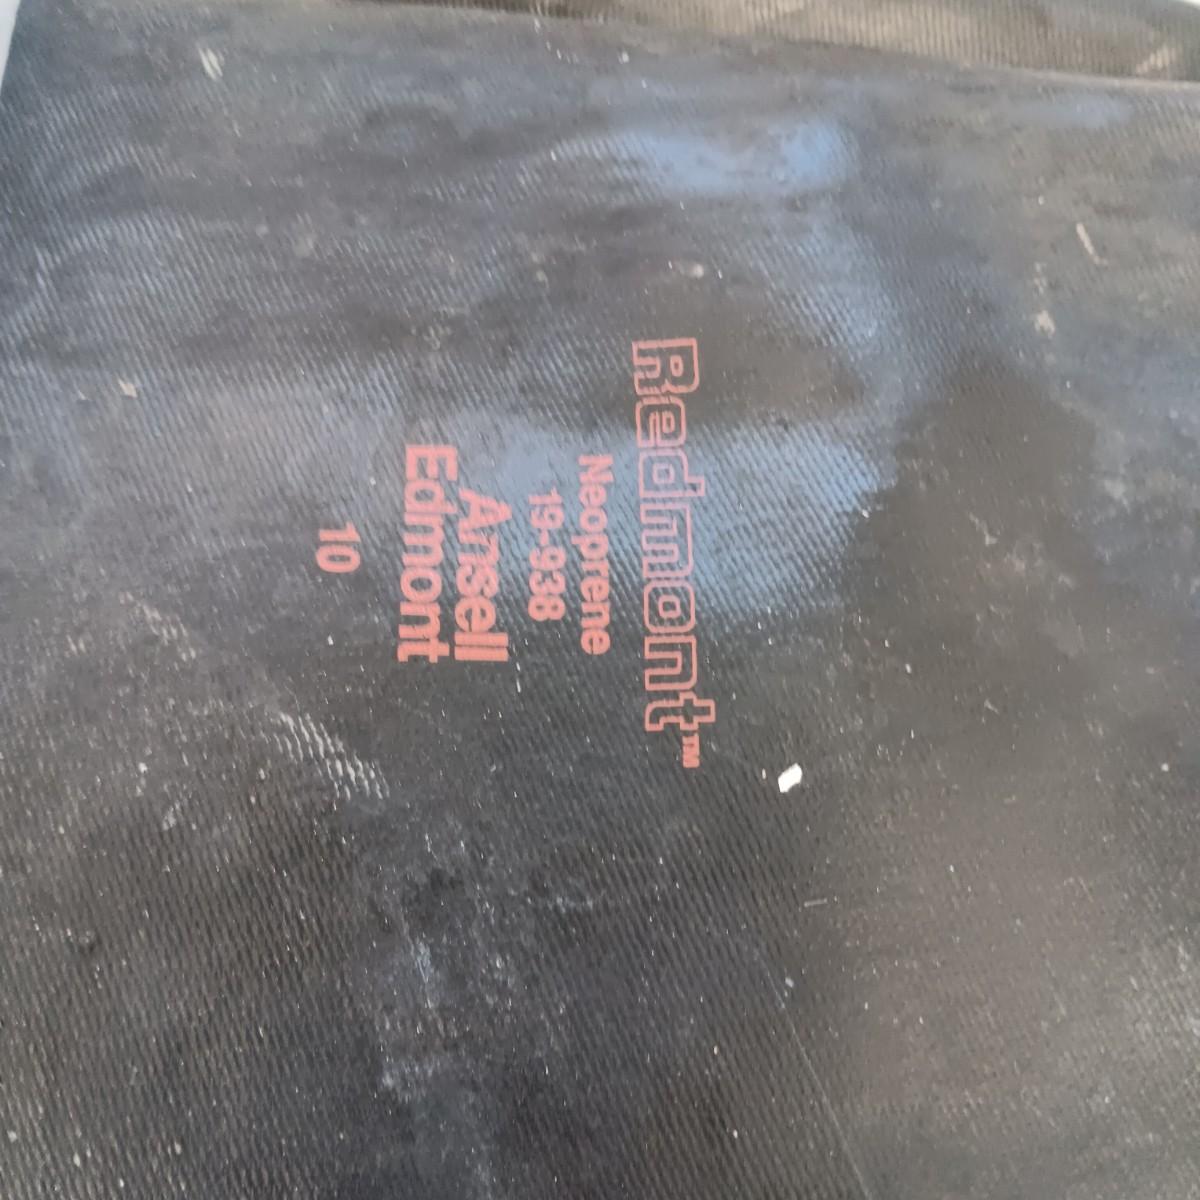 Redmont™
Neoprene
19-938
Ansell
Edmont
10